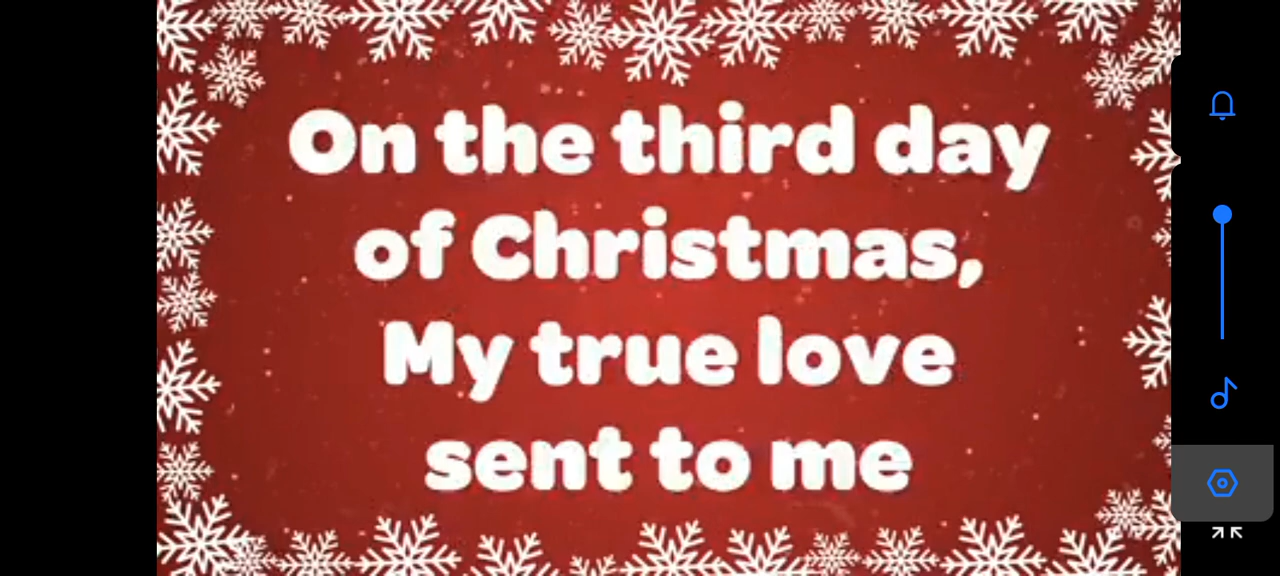 On the third day
of Christmas,
My true love
sent to me